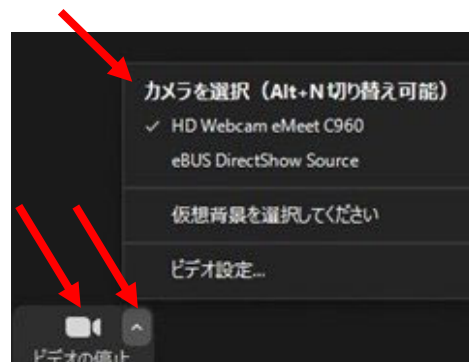 カメラを選択（Alt+N 切り替え可能）
✓ HD Webcam eMeet C960
eBUS DirectShow Source
仮想背景を選択してください
ビデオ設定...
ビデオの停止